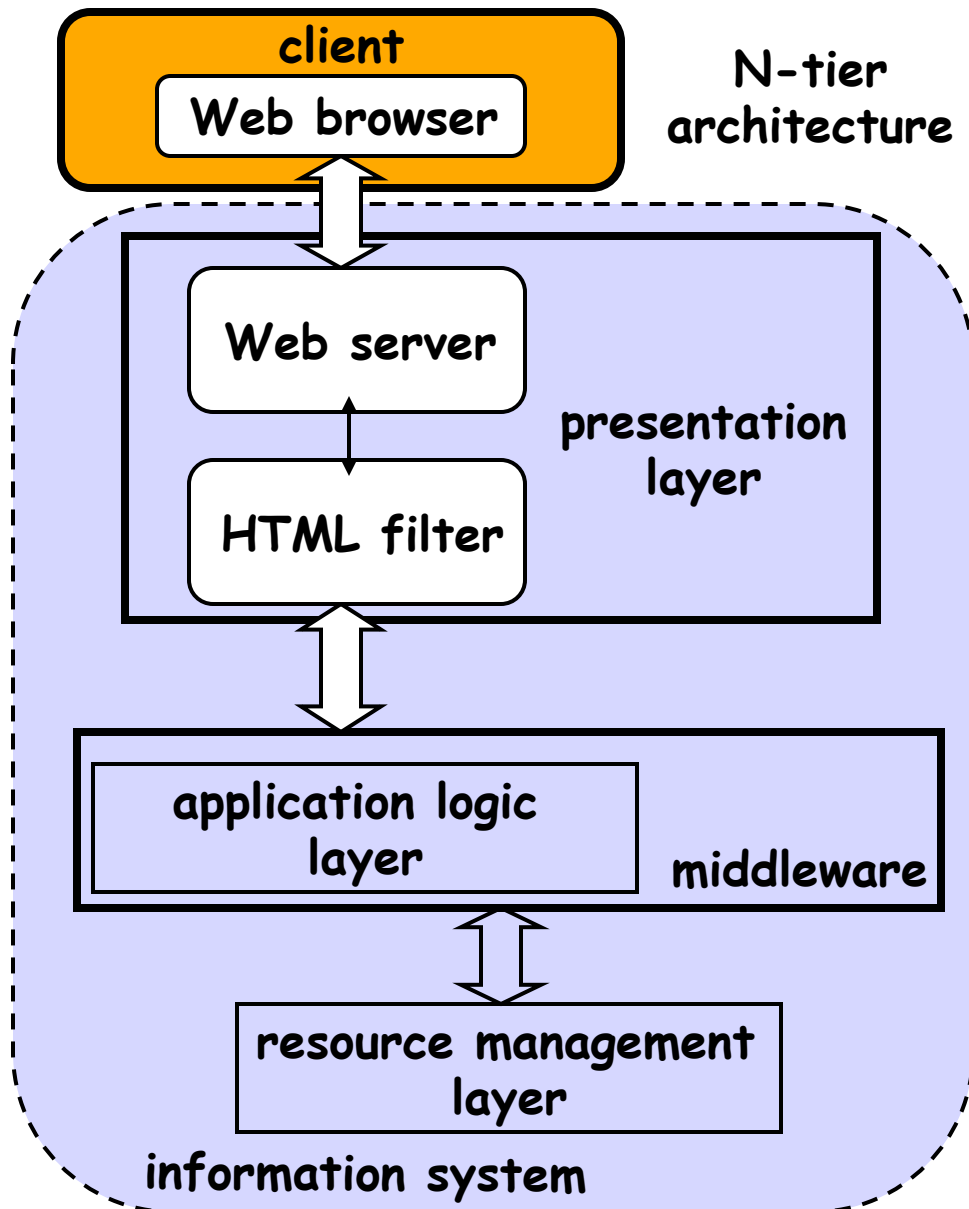 client
Web browser
N-tier
architecture
Web server
HTML filter
presentation
layer
application logic
layer
middleware
resource management
layer
information system